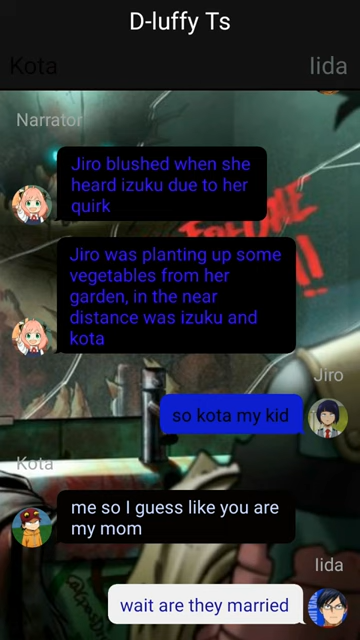 D-luffy Ts
Kota
Iida
Narrator
Jiro blushed when she
heard izuku due to her
quirk
Jiro was planting up some
vegetables from her
garden, in the near
distance was izuku and
kota
Jiro
so kota my kid
Kota
me so I guess like you are
my mom
Iida
wait are they married